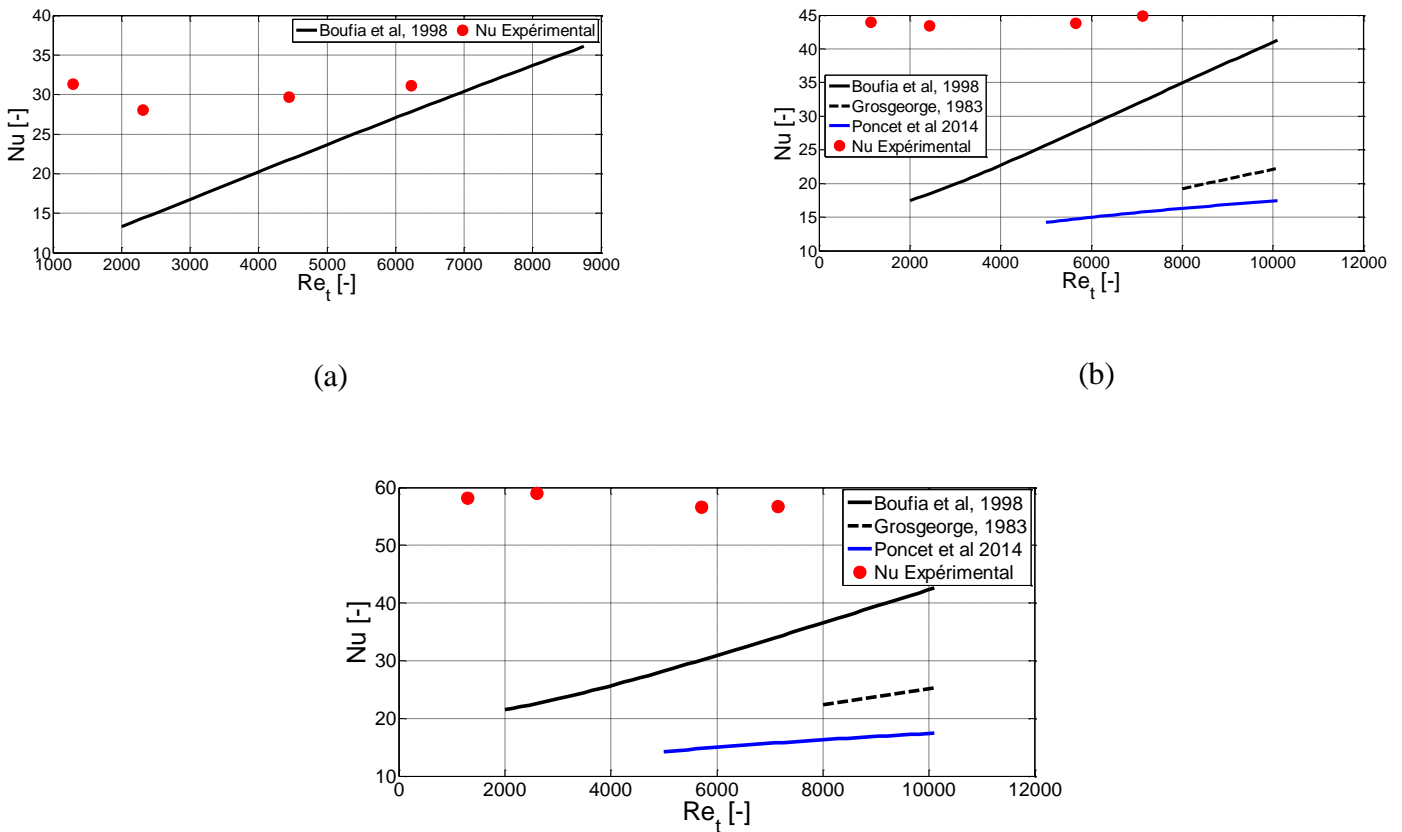 Boufia et al, 1998 Nu Expérimental
40
35
30
25
20
15
10
Nu [-]
1000 2000 3000 4000 5000 6000 7000 8000 9000
Re_t [-]
(a)
Boufia et al, 1998
Grosgeorge, 1983
Poncet et al 2014
Nu Expérimental
45
40
35
30
25
20
15
10
Nu [-]
0 2000 4000 6000 8000 10000 12000
Re_t [-]
(b)
Boufia et al, 1998
Grosgeorge, 1983
Poncet et al 2014
Nu Expérimental
60
50
40
30
20
10
Nu [-]
0 2000 4000 6000 8000 10000 12000
Re_t [-]